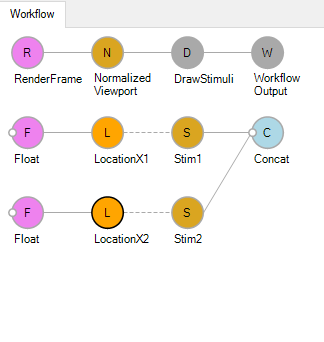 Workflow
R N D W
RenderFrame Normalized Viewport DrawStimuli Workflow Output
F L S C
Float LocationX1 Stim1 Concat
F L S
Float LocationX2 Stim2